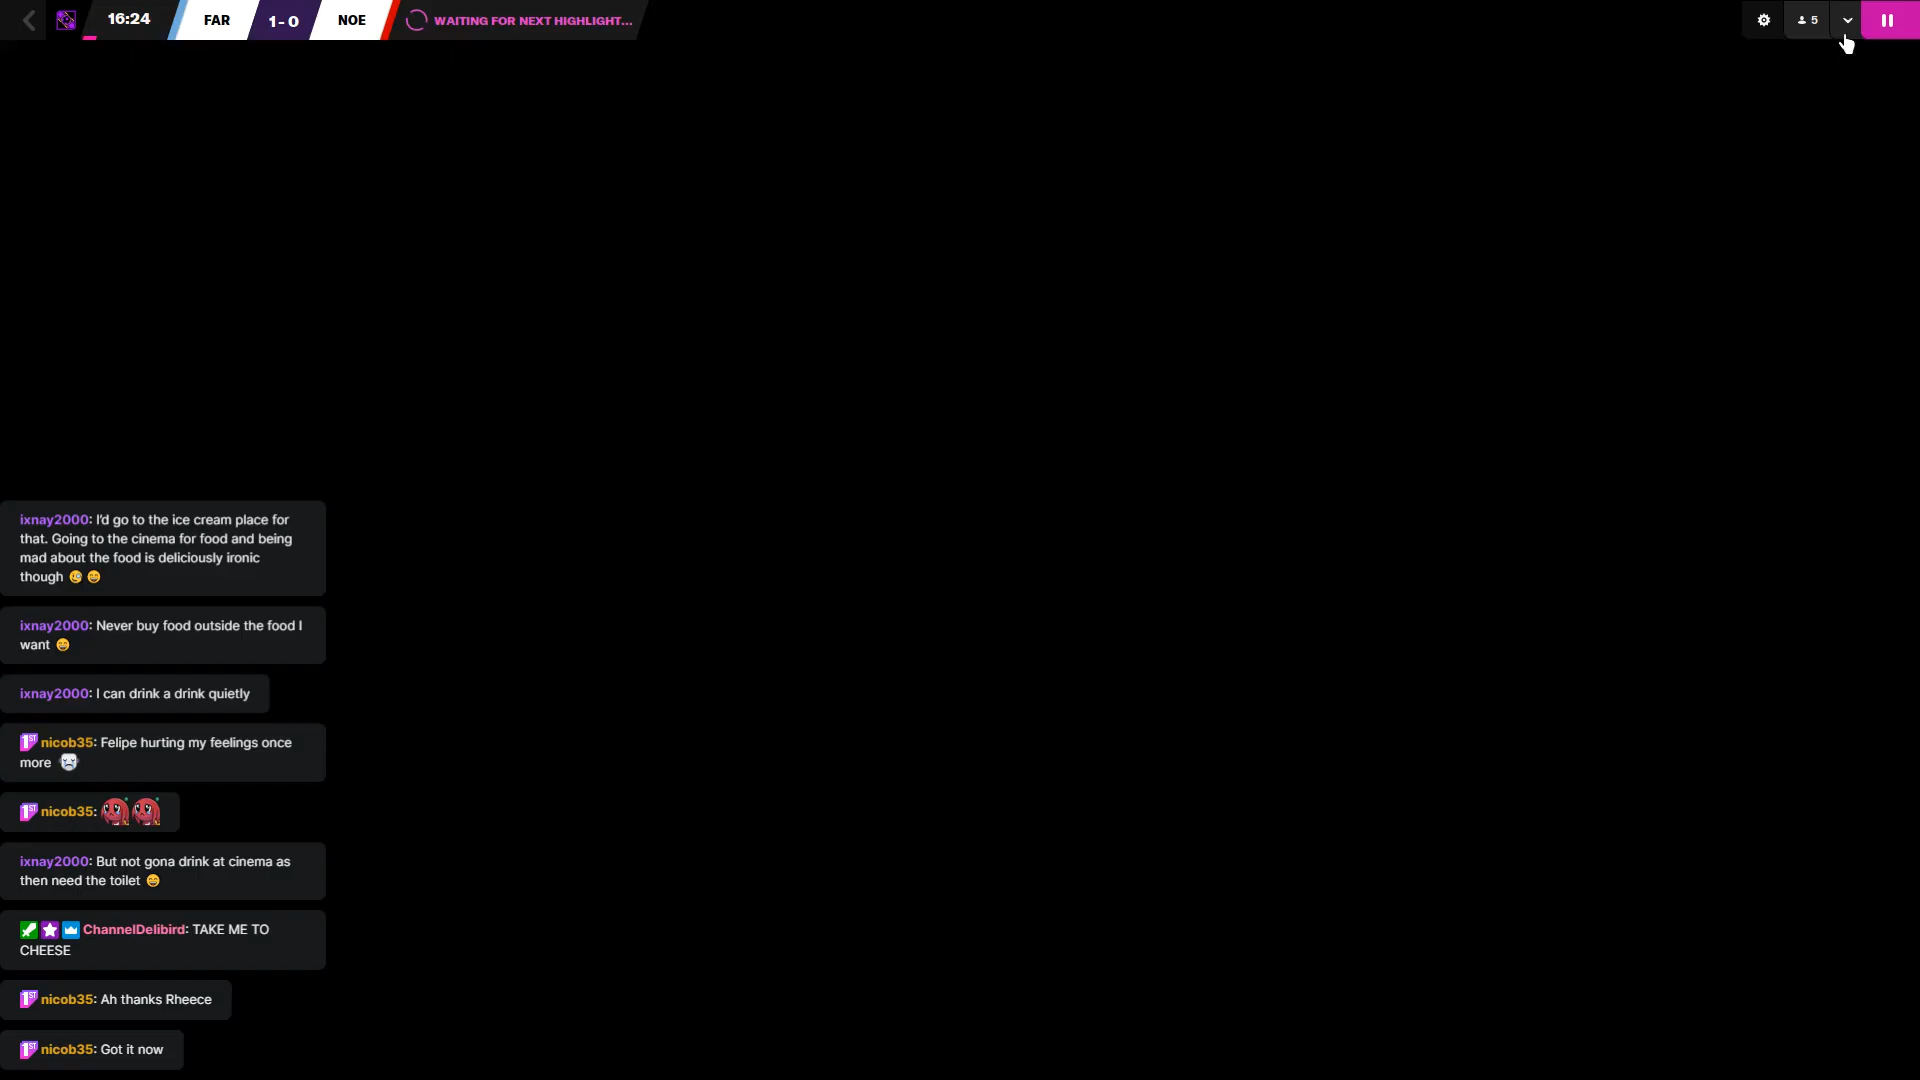 16:24 FAR 1 - 0 NOE WAITING FOR NEXT HIGHLIGHT... 5
ixnay2000: I'd go to the ice cream place for
that. Going to the cinema for food and being
mad about the food is deliciously ironic
though
ixnay2000: Never buy food outside the food I
want
ixnay2000: I can drink a drink quietly
1ST nicob35: Felipe hurting my feelings once
more
1ST nicob35:
ixnay2000: But not gona drink at cinema as
then need the toilet
ChannelDelibird: TAKE ME TO
CHEESE
1ST nicob35: Ah thanks Rheece
1ST nicob35: Got it now